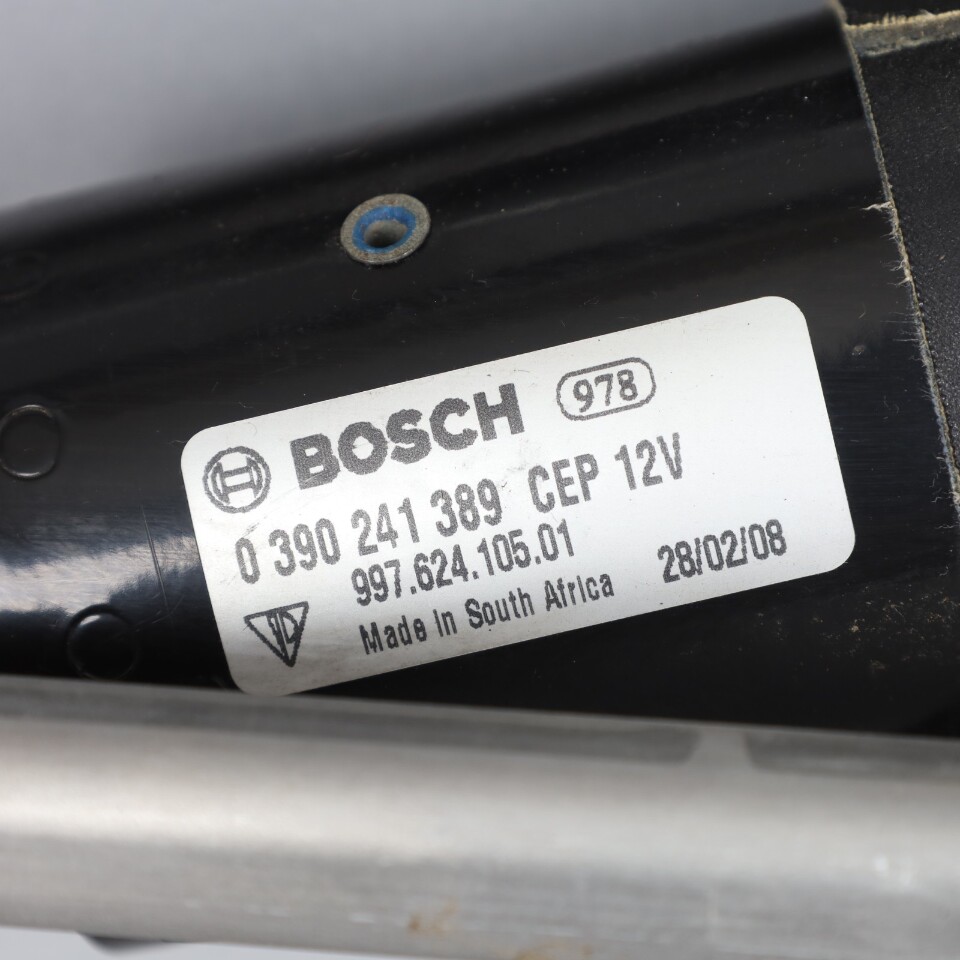 BOSCH 978
0 390 241 389 CEP 12V
997.624.105.01
Made in South Africa 28/02/08